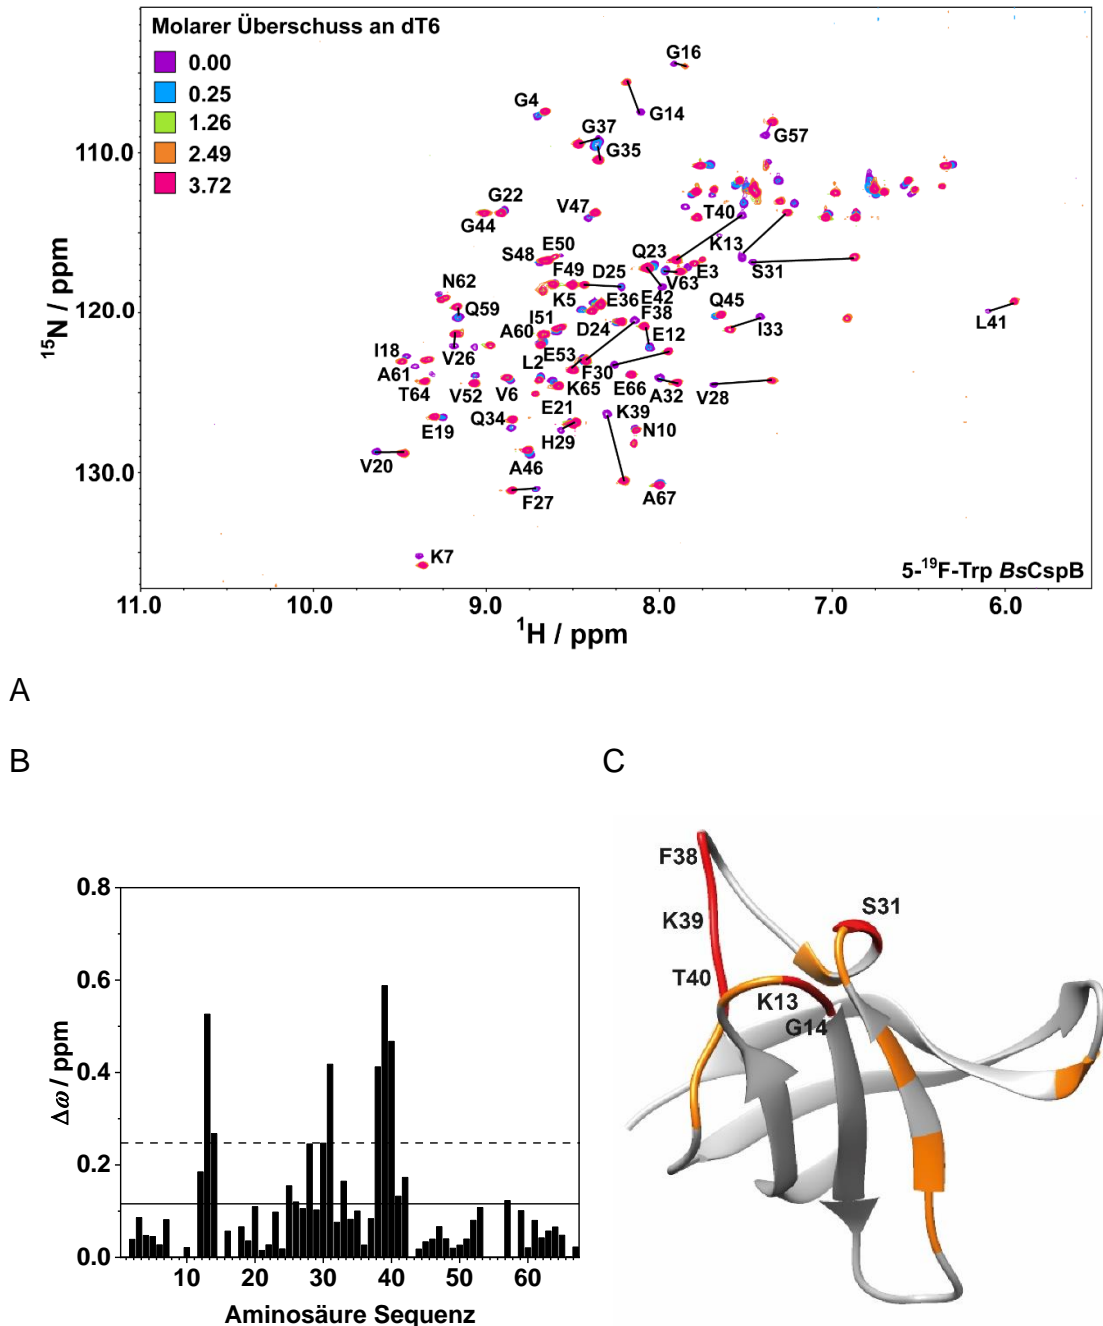 Molarer Überschuss an dT6
0.00
0.25
1.26
2.49
3.72
G16
G4
G14
G37
G35
G57
G22
G44
V47
T40
K13
S31
S48
E50
F49
D25
Q23
V63
E3
N62
Q59
K5
E36
E42
F38
Q45
I33
L41
I51
A60
D24
E12
I18
V26
L2
E53
F30
A61
T64
V52
V6
K65
E66
A32
V28
E21
K39
E19
Q34
H29
N10
V20
A46
F27
A67
K7
110.0
120.0
130.0
15N / ppm
5-19F-Trp BsCspB
11.0 10.0 9.0 8.0 7.0 6.0
1H / ppm
A
B
C
0.8
0.6
0.4
0.2
0.0
Δω / ppm
10 20 30 40 50 60
Aminosäure Sequenz
F38
S31
K39
T40
K13
G14